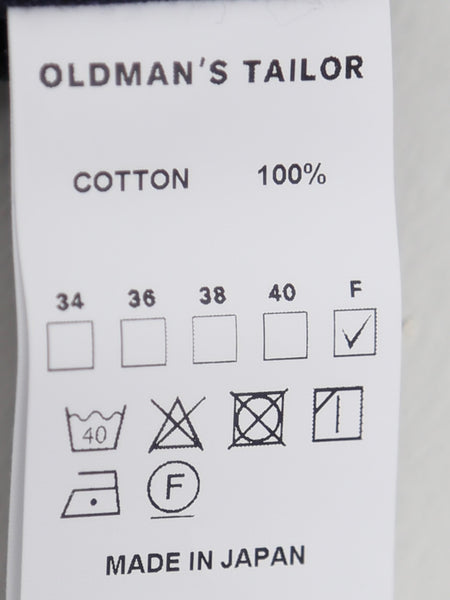 OLDMAN'S TAILOR
COTTON 100%
34 36 38 40 F
40
F
MADE IN JAPAN